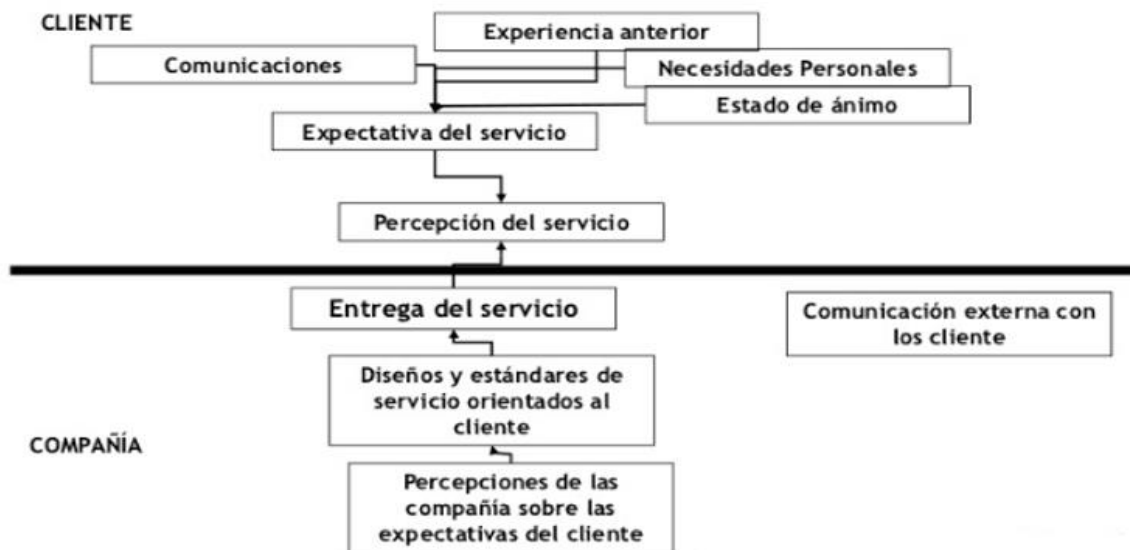 CLIENTE
Experiencia anterior
Comunicaciones
Necesidades Personales
Estado de ánimo
Expectativa del servicio
Percepción del servicio
Entrega del servicio
Comunicación externa con
los cliente
Diseños y estándares de
servicio orientados al
cliente
COMPAÑÍA
Percepciones de las
compañía sobre las
expectativas del cliente